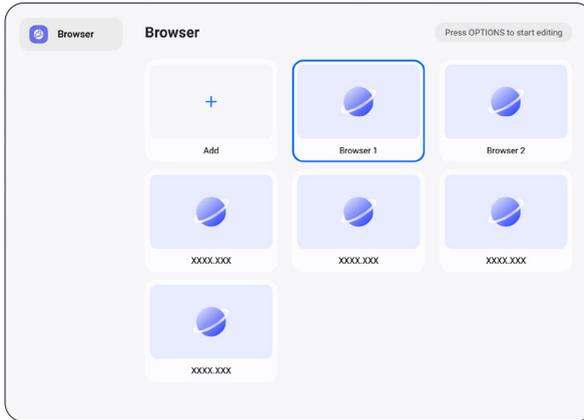 Browser
Browser
Press OPTIONS to start editing
Add
Browser 1
Browser 2
XXXX.XXX
XXXX.XXX
XXXX.XXX
XXXX.XXX